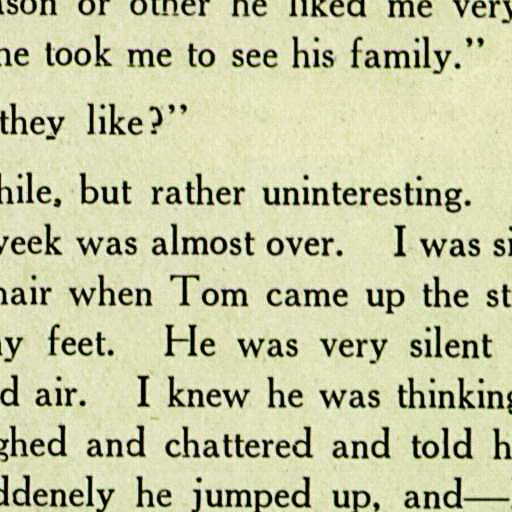 son or other he liked me very
he took me to see his family."
they like?"
hile, but rather uninteresting.
week was almost over. I was si
hair when Tom came up the st
y feet. He was very silent
d air. I knew he was thinking
ghed and chattered and told h
ddenely he jumped up, and—